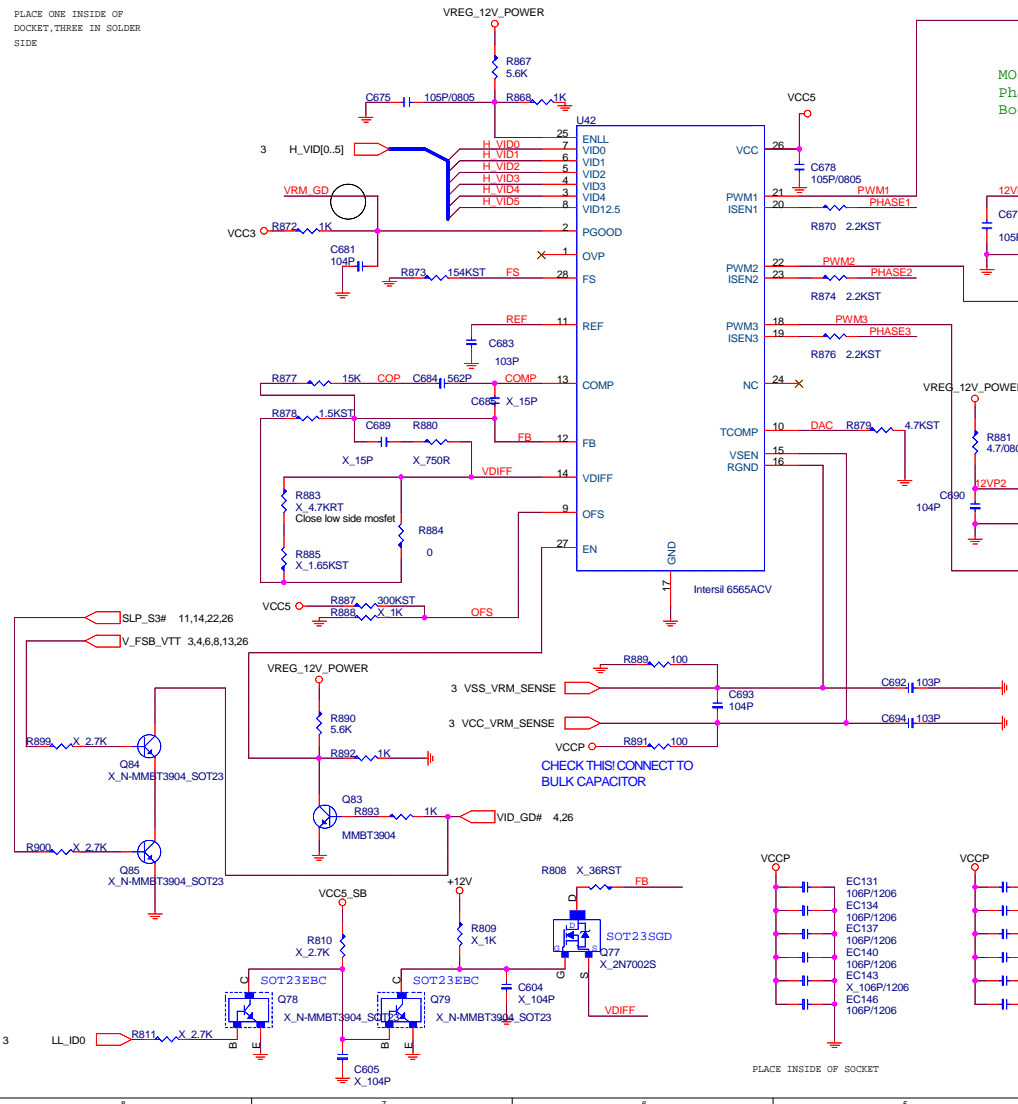 PLACE ONE INSIDE OF
DOCKET,THREE IN SOLDER
SIDE
VREG_12V_POWER
R867
5.6K
C675
105P/0805
R868
1K
U42
VCC5
3
H_VID[0..5]
H_VID0
H_VID1
H_VID2
H_VID3
H_VID4
H_VID5
25
7
6
5
4
3
8
ENLL
VID0
VID1
VID2
VID3
VID4
VID12.5
VCC
26
C678
105P/0805
VRM_GD
VCC3
R872
1K
2
PGOOD
C681
104P
1
OVP
R873
154KST
FS
28
FS
PWM1
ISEN1
21
20
PWM1
PHASE1
R870
2.2KST
PWM2
ISEN2
22
23
PWM2
PHASE2
R874
2.2KST
REF
11
REF
C683
103P
PWM3
ISEN3
18
19
PWM3
PHASE3
R876
2.2KST
R877
15K
COP
C684
562P
COMP
13
COMP
C685
X_15P
NC
24
R878
1.5KST
C689
X_15P
R880
X_750R
FB
12
FB
TCOMP
10
DAC
R879
4.7KST
VSEN
RGND
15
16
VDIFF
14
VDIFF
R883
X_4.7KRT
Close low side mosfet
R884
0
R885
X_1.65KST
9
OFS
27
EN
GND
17
Intersil 6565ACV
VCC5
R887
300KST
R888
X_1K
OFS
MO
Pha
Bo
12V
C67
105P
VREG_12V_POWER
R881
4.7/080
12VP2
C690
104P
SLP_S3#
11,14,22,26
V_FSB_VTT
3,4,6,8,13,26
VREG_12V_POWER
R890
5.6K
R892
1K
R899
X_2.7K
Q84
X_N-MMBT3904_SOT23
R900
X_2.7K
Q85
X_N-MMBT3904_SOT23
Q83
MMBT3904
R893
1K
VID_GD#
4,26
R889
100
3
VSS_VRM_SENSE
C693
104P
3
VCC_VRM_SENSE
VCCP
R891
100
C692
103P
C694
103P
CHECK THIS! CONNECT TO
BULK CAPACITOR
VCC5_SB
+12V
R810
X_2.7K
R809
X_1K
R808
X_36RST
FB
D
D
G
S
SOT23SGD
Q77
X_2N7002S
G
S
VDIFF
SOT23EBC
C
Q78
X_N-MMBT3904_SOT23
B
E
SOT23EBC
C
Q79
X_N-MMBT3904_SOT23
B
E
C604
X_104P
C605
X_104P
3
LL_ID0
R811
X_2.7K
VCCP
EC131
106P/1206
EC134
106P/1206
EC137
106P/1206
EC140
106P/1206
EC143
X_106P/1206
EC146
106P/1206
VCCP
PLACE INSIDE OF SOCKET